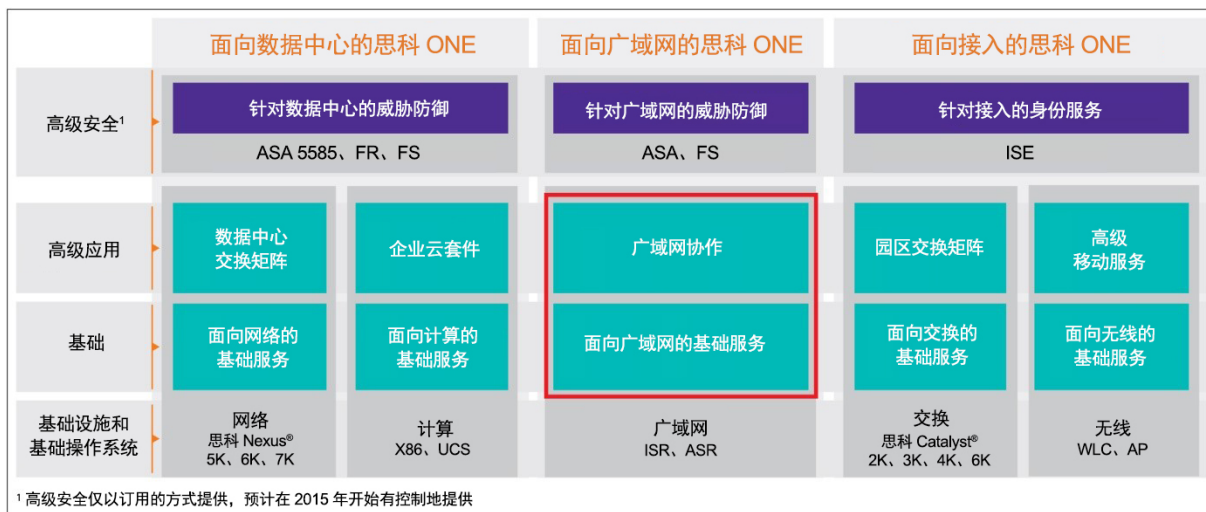 面向数据中心的思科 ONE
面向广域网的思科 ONE
面向接入的思科 ONE
高级安全¹
针对数据中心的威胁防御
ASA 5585、FR、FS
针对广域网的威胁防御
ASA、FS
针对接入的身份服务
ISE
高级应用
数据中心
交换矩阵
企业云套件
广域网协作
园区交换矩阵
高级
移动服务
基础
面向网络的
基础服务
面向计算的
基础服务
面向广域网的基础服务
面向交换的
基础服务
面向无线的
基础服务
基础设施和
基础操作系统
网络
思科 Nexus®
5K、6K、7K
计算
X86、UCS
广域网
ISR、ASR
交换
思科 Catalyst®
2K、3K、4K、6K
无线
WLC、AP
¹ 高级安全仅以订用的方式提供，预计在 2015 年开始有控制地提供